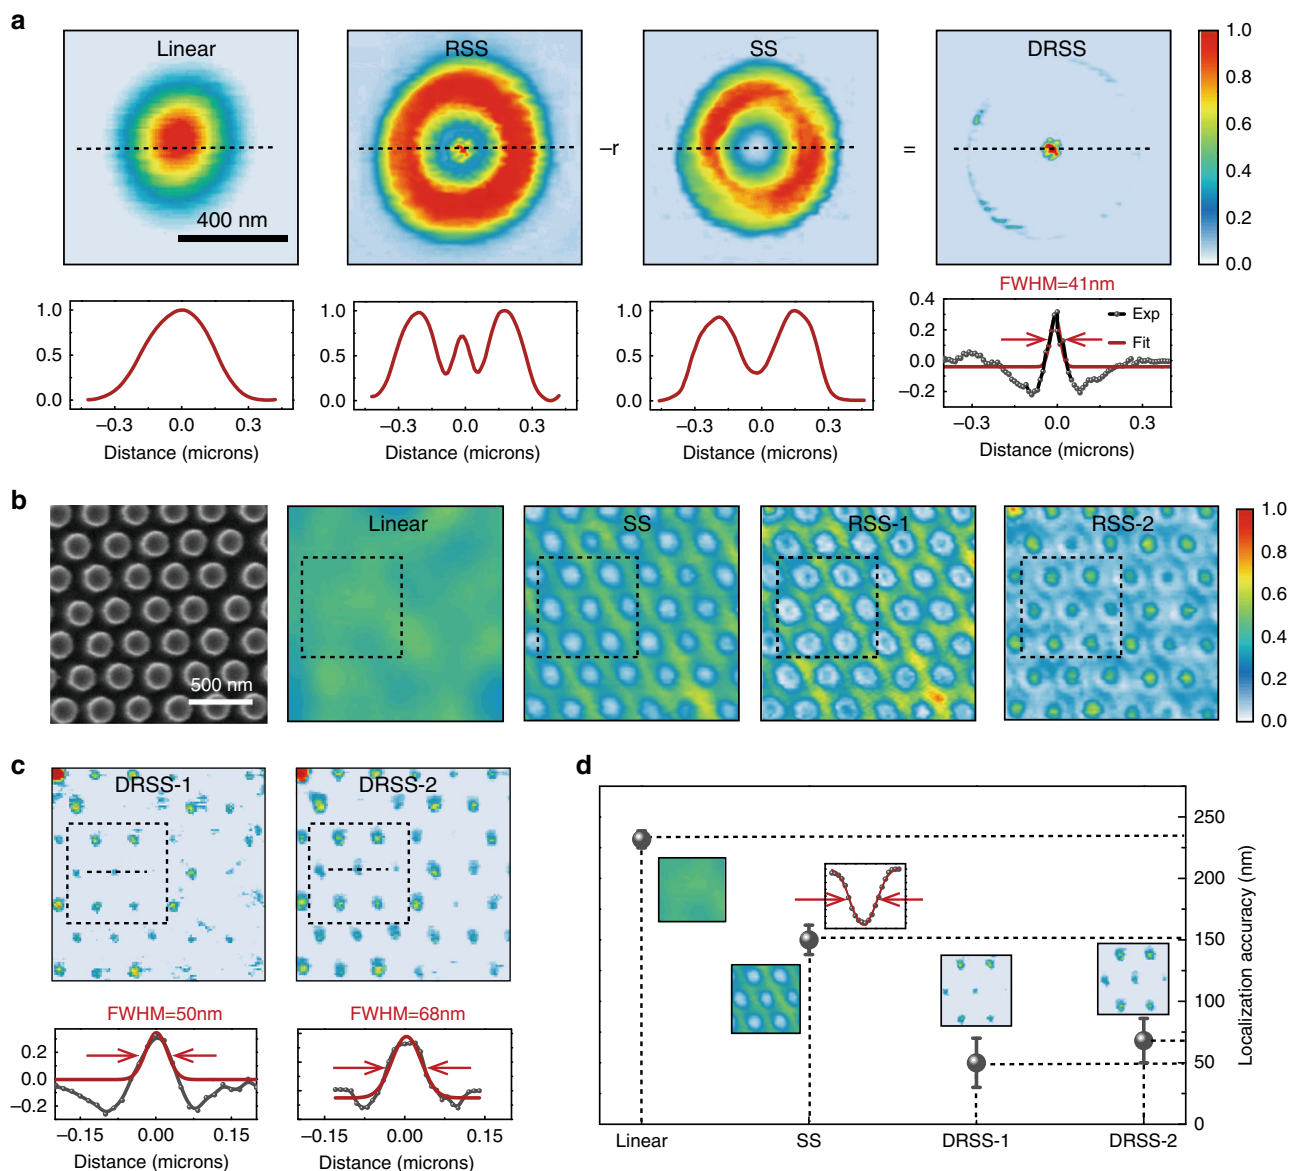 a
Linear
RSS
SS
DRSS
400 nm
–r
=
1.0
0.8
0.6
0.4
0.2
0.0
1.0
0.5
0.0
–0.3
0.0
0.3
Distance (microns)
1.0
0.5
0.0
–0.3
0.0
0.3
Distance (microns)
1.0
0.5
0.0
–0.3
0.0
0.3
Distance (microns)
FWHM=41nm
0.4
0.2
0.0
–0.2
Exp
Fit
–0.3
0.0
0.3
Distance (microns)
b
500 nm
Linear
SS
RSS-1
RSS-2
1.0
0.8
0.6
0.4
0.2
0.0
c
DRSS-1
DRSS-2
FWHM=50nm
FWHM=68nm
0.2
0.0
–0.2
–0.15
0.00
0.15
Distance (microns)
–0.15
0.00
0.15
Distance (microns)
d
250
200
150
100
50
0
Localization accuracy (nm)
Linear
SS
DRSS-1
DRSS-2